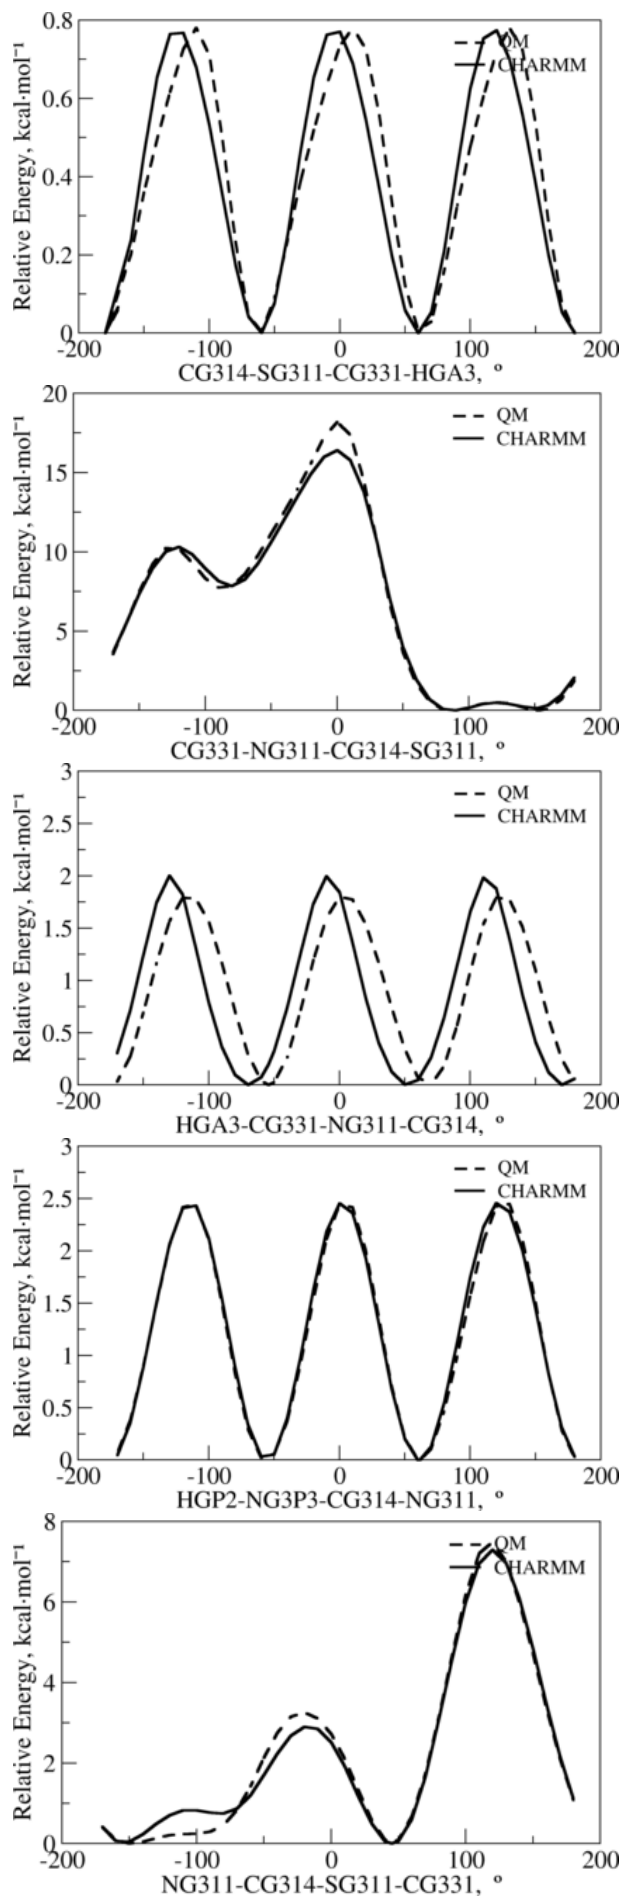 0.8
QM
CHARMM
0.6
0.4
0.2
0
Relative Energy, kcal·mol⁻¹
-200 -100 0 100 200
CG314-SG311-CG331-HGA3, º
20
QM
CHARMM
15
10
5
0
Relative Energy, kcal·mol⁻¹
-200 -100 0 100 200
CG331-NG311-CG314-SG311, º
3
QM
2.5
CHARMM
2
1.5
1
0.5
0
Relative Energy, kcal·mol⁻¹
-200 -100 0 100 200
HGA3-CG331-NG311-CG314, º
3
QM
2.5
CHARMM
2
1.5
1
0.5
0
Relative Energy, kcal·mol⁻¹
-200 -100 0 100 200
HGP2-NG3P3-CG314-NG311, º
8
QM
CHARMM
6
4
2
0
Relative Energy, kcal·mol⁻¹
-200 -100 0 100 200
NG311-CG314-SG311-CG331, º